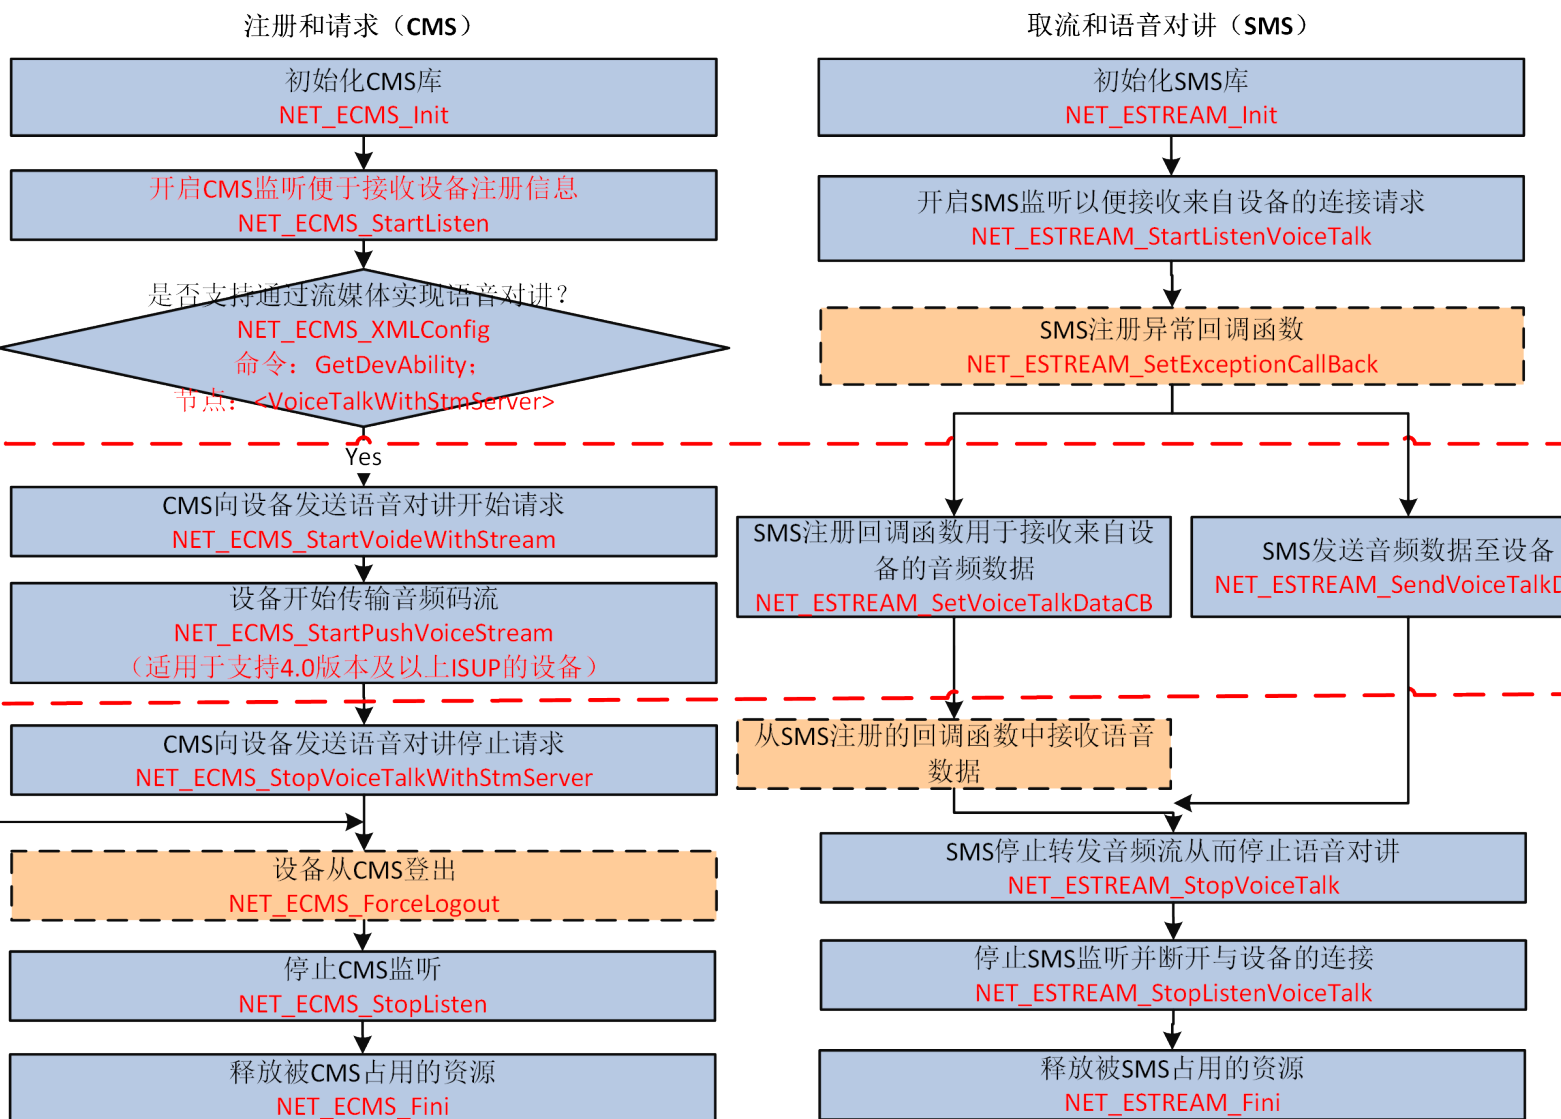 注册和请求（CMS）
初始化CMS库
NET_ECMS_Init
开启CMS监听便于接收设备注册信息
NET_ECMS_StartListen
是否支持通过流媒体实现语音对讲？
NET_ECMS_XMLConfig
命令：GetDevAbility；
节点：<VoiceTalkWithStmServer>
Yes
CMS向设备发送语音对讲开始请求
NET_ECMS_StartVoideWithStream
设备开始传输音频码流
NET_ECMS_StartPushVoiceStream
（适用于支持4.0版本及以上ISUP的设备）
CMS向设备发送语音对讲停止请求
NET_ECMS_StopVoiceTalkWithStmServer
设备从CMS登出
NET_ECMS_ForceLogout
停止CMS监听
NET_ECMS_StopListen
释放被CMS占用的资源
NET_ECMS_Fini
取流和语音对讲（SMS）
初始化SMS库
NET_ESTREAM_Init
开启SMS监听以便接收来自设备的连接请求
NET_ESTREAM_StartListenVoiceTalk
SMS注册异常回调函数
NET_ESTREAM_SetExceptionCallBack
SMS注册回调函数用于接收来自设
备的音频数据
NET_ESTREAM_SetVoiceTalkDataCB
SMS发送音频数据至设备
NET_ESTREAM_SendVoiceTalkD
从SMS注册的回调函数中接收语音
数据
SMS停止转发音频流从而停止语音对讲
NET_ESTREAM_StopVoiceTalk
停止SMS监听并断开与设备的连接
NET_ESTREAM_StopListenVoiceTalk
释放被SMS占用的资源
NET_ESTREAM_Fini